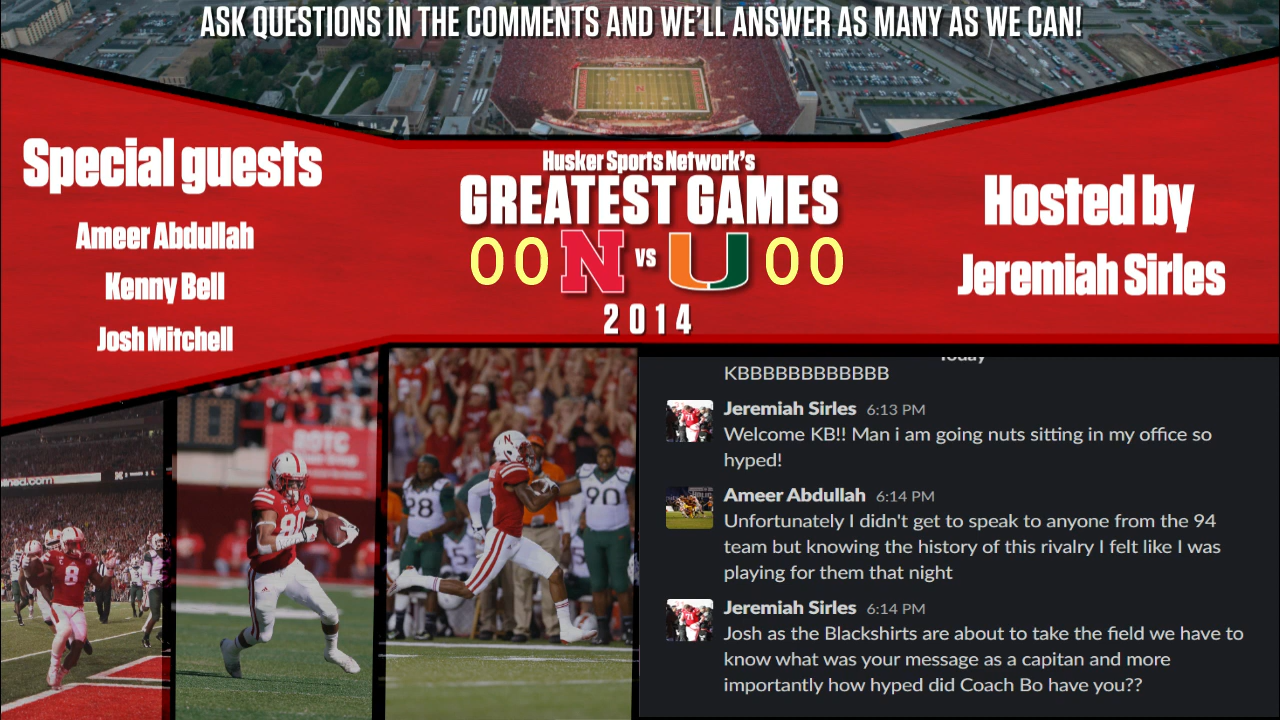 ASK QUESTIONS IN THE COMMENTS AND WE'LL ANSWER AS MANY AS WE CAN!
Special guests
Ameer Abdullah
Kenny Bell
Josh Mitchell
Husker Sports Network's
GREATEST GAMES
00 N VS U 00
2014
Hosted by
Jeremiah Sirles
8
80
28
90
Today
KBBBBBBBBBBBB
Jeremiah Sirles 6:13 PM
Welcome KB!! Man i am going nuts sitting in my office so
hyped!
Ameer Abdullah 6:14 PM
Unfortunately I didn't get to speak to anyone from the 94
team but knowing the history of this rivalry I felt like I was
playing for them that night
Jeremiah Sirles 6:14 PM
Josh as the Blackshirts are about to take the field we have to
know what was your message as a capitan and more
importantly how hyped did Coach Bo have you??